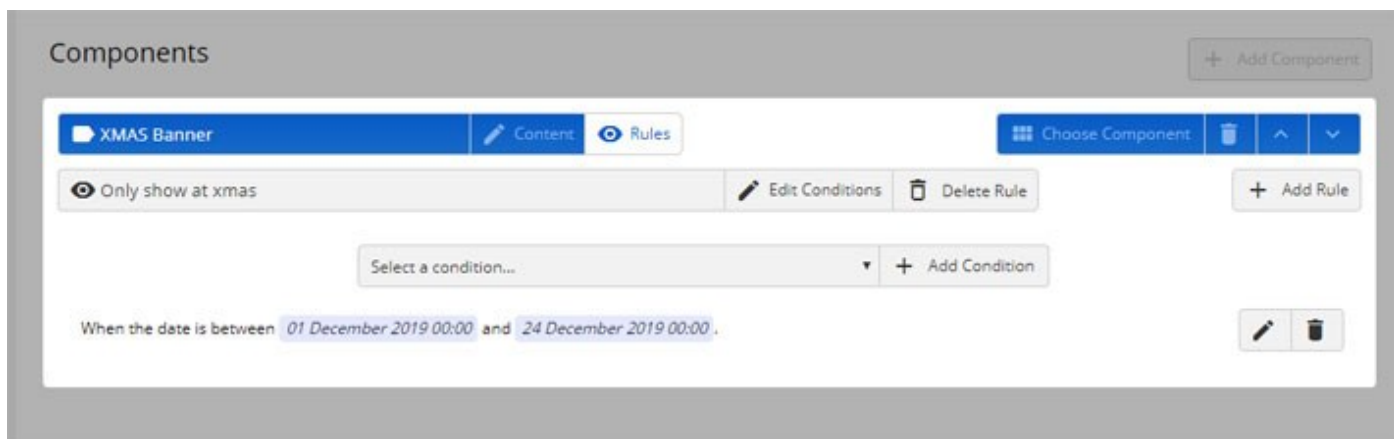 Components
+ Add Component
XMAS Banner Content Rules Choose Component
Only show at xmas Edit Conditions Delete Rule + Add Rule
Select a condition... + Add Condition
When the date is between 01 December 2019 00:00 and 24 December 2019 00:00 .